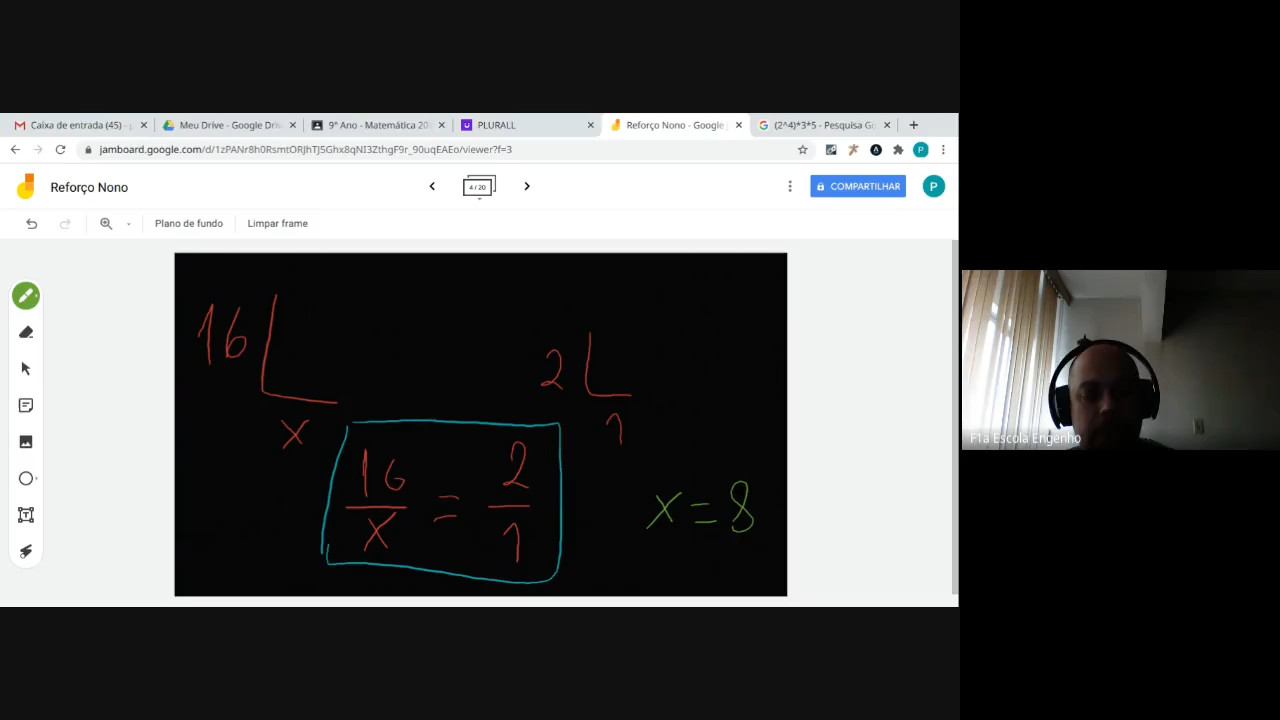 Caixa de entrada (45) -
Meu Drive - Google Dri
9º Ano - Matemática 20
PLURALL
Reforço Nono - Google
(2^4)*3*5 - Pesquisa G
jamboard.google.com/d/1zPANr8h0RsmtORJhTJ5Ghx8qNI3ZthgF9r_90uqEAEo/viewer?f=3
P
Reforço Nono
4 / 20
COMPARTILHAR
P
Plano de fundo
Limpar frame
16
x
2
1
16/x = 2/1
x = 8
F1a Escola Engenho